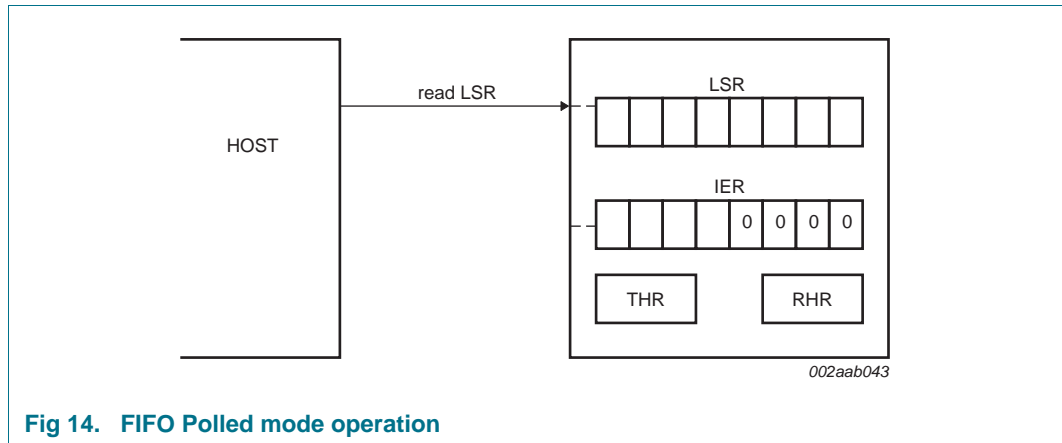 read LSR
LSR
HOST
IER
0 0 0 0
THR
RHR
002aab043
Fig 14. FIFO Polled mode operation